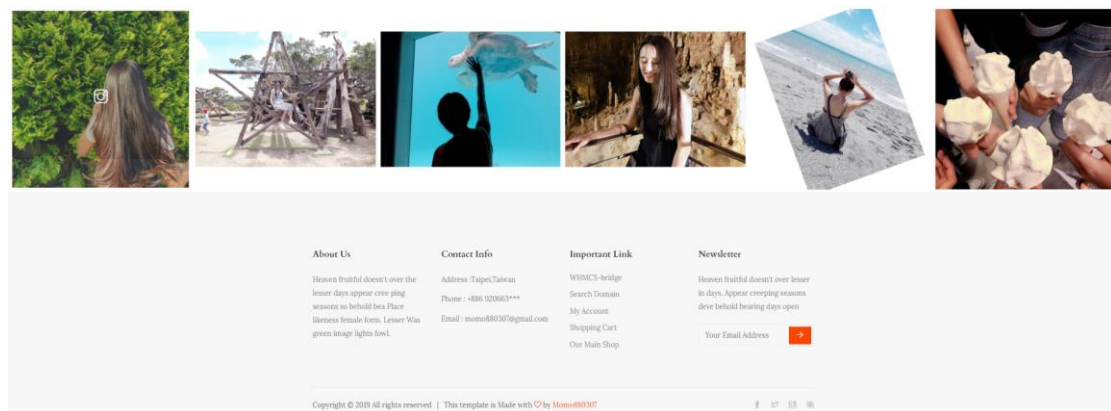 About Us
Heaven fruitful doesn't over the
lesser days appear cree ping
seasons so behold bea Place
likeness female form. Lesser Was
green image lights fowl.
Contact Info
Address :Taipei,Taiwan
Phone : +886 920663***
Email : momo880307@gmail.com
Important Link
WHMCS-bridge
Search Domain
My Account
Shopping Cart
Our Main Shop
Newsletter
Heaven fruitful doesn't over lesser
in days. Appear creeping seasons
deve behold bearing days open
Your Email Address
Copyright © 2019 All rights reserved | This template is Made with ♡ by Momo880307